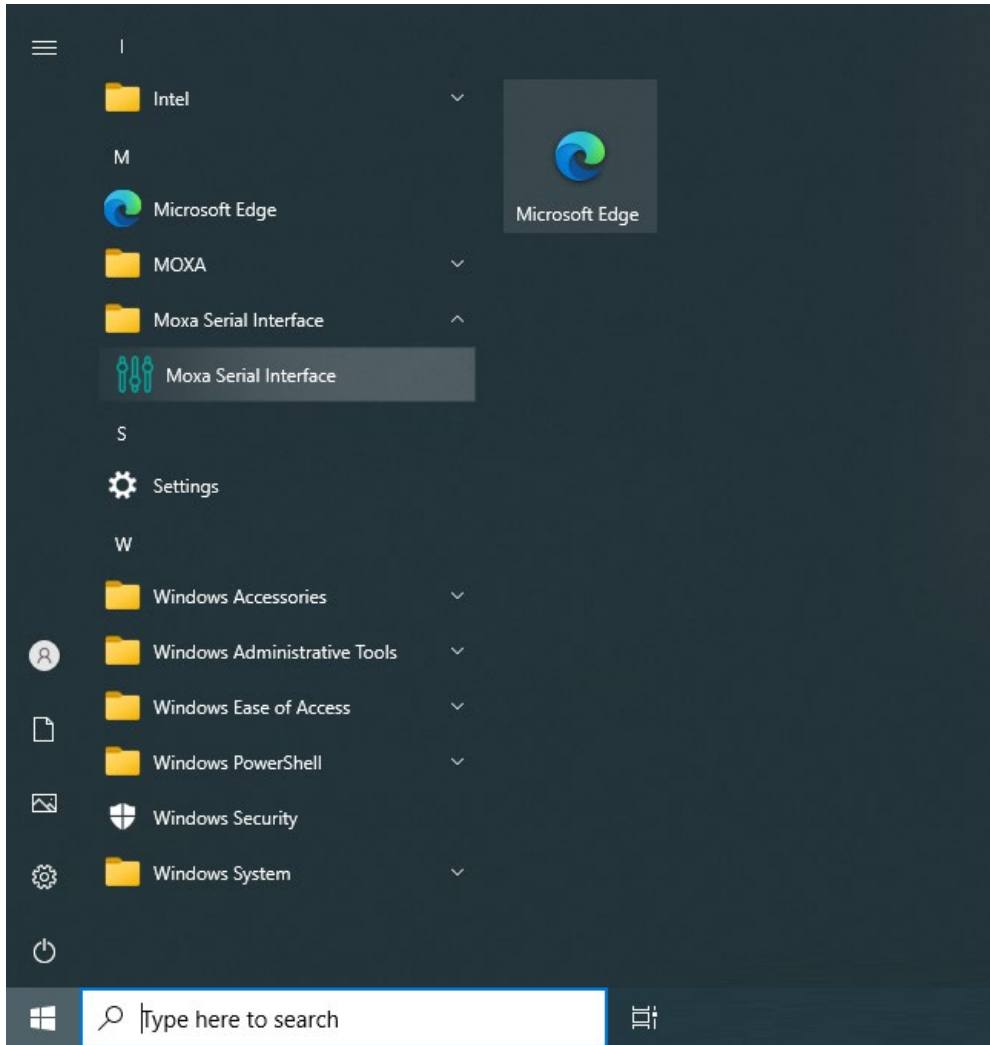 I
Intel
M
Microsoft Edge
Microsoft Edge
MOXA
Moxa Serial Interface
Moxa Serial Interface
S
Settings
W
Windows Accessories
Windows Administrative Tools
Windows Ease of Access
Windows PowerShell
Windows Security
Windows System
Type here to search